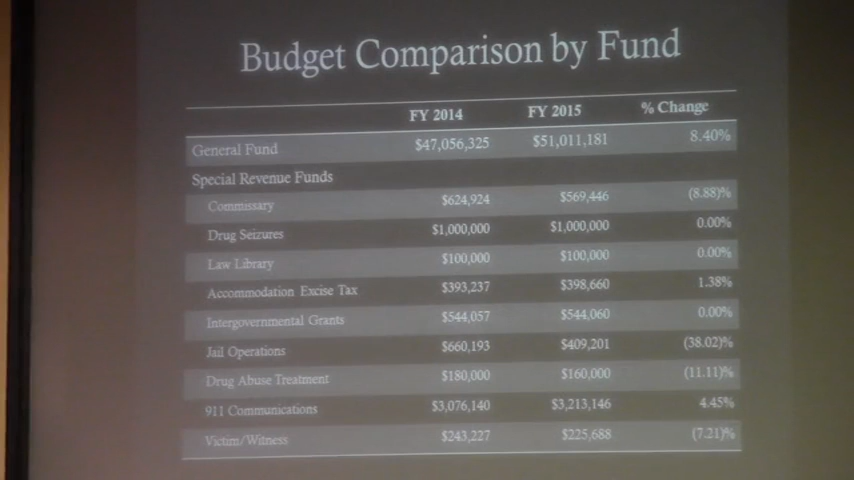 Budget Comparison by Fund
FY 2014 FY 2015 % Change
General Fund $47,056,325 $51,011,181 8.40%
Special Revenue Funds
Commissary $624,924 $569,446 (8.88)%
Drug Seizures $1,000,000 $1,000,000 0.00%
Law Library $100,000 $100,000 0.00%
Accommodation Excise Tax $393,237 $398,660 1.38%
Intergovernmental Grants $544,057 $544,060 0.00%
Jail Operations $660,193 $409,201 (38.02)%
Drug Abuse Treatment $180,000 $160,000 (11.11)%
911 Communications $3,076,140 $3,213,146 4.45%
Victim/Witness $243,227 $225,688 (7.21)%